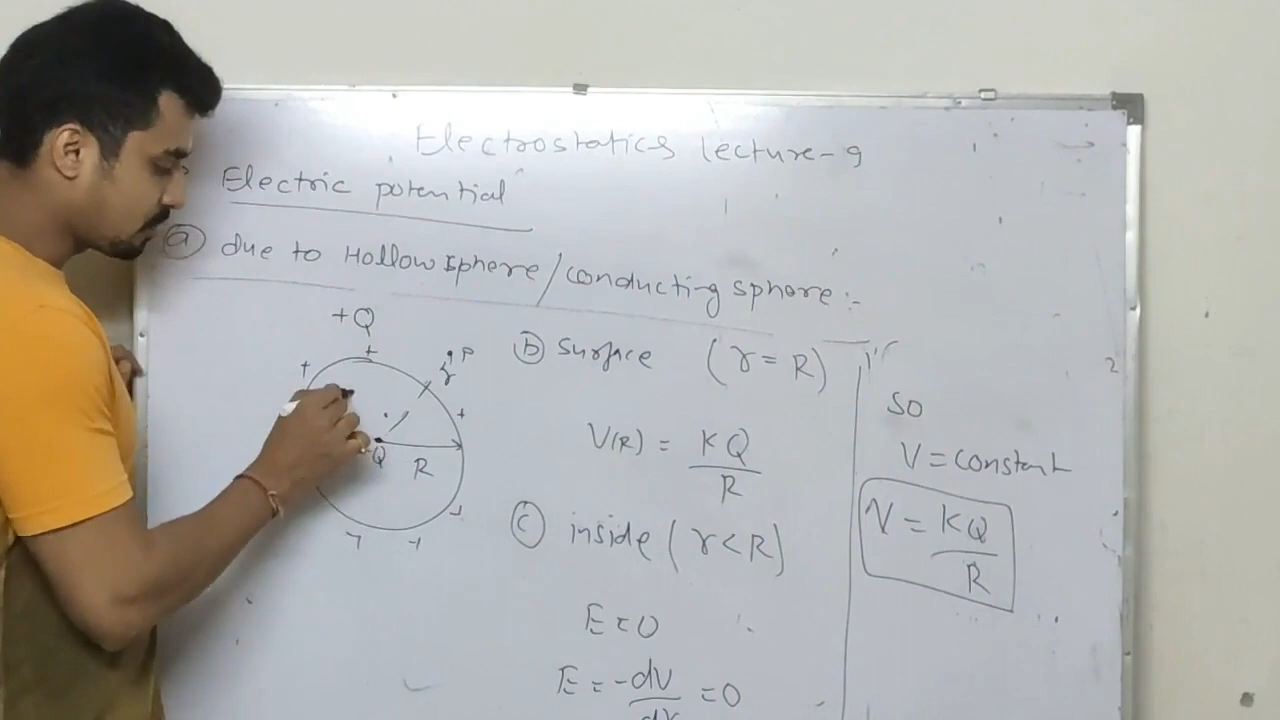 Electrostatics lecture-9
Electric potential
(a) due to Hollow sphere/conducting sphere:-
+Q
+ + + P
r
Q R
(b) Surface (r = R)
V(R) = KQ/R
(c) inside (r < R)
E = 0
E = -dV/dr = 0
so
V = constant
V = KQ/R